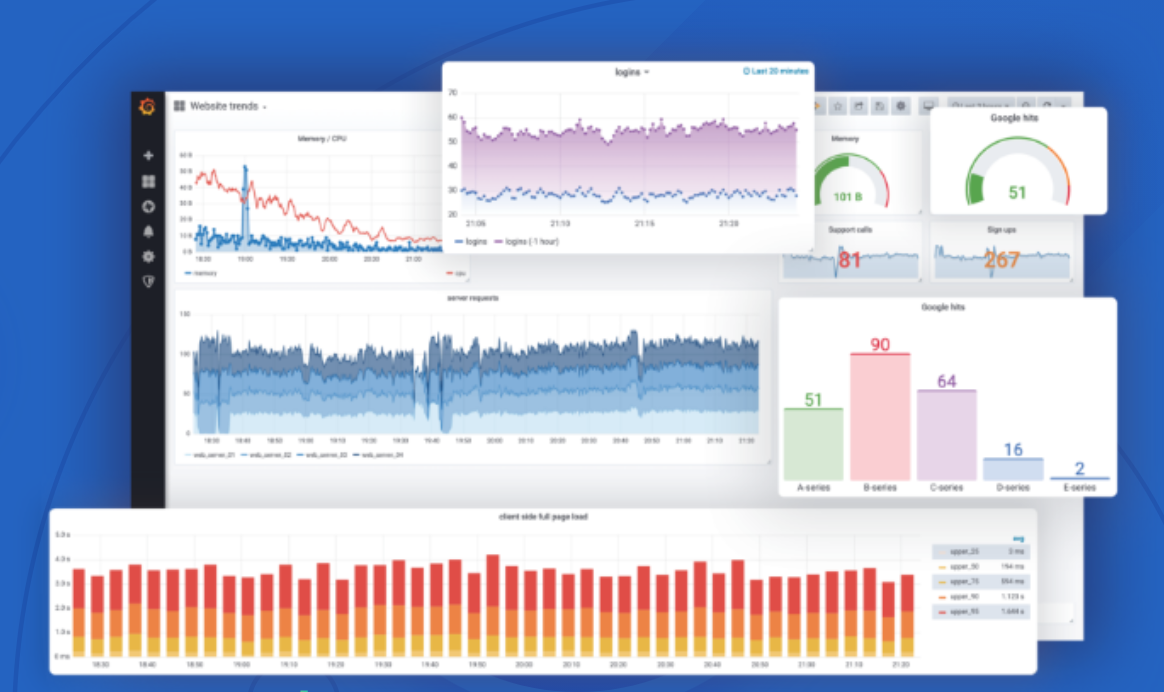 logins
Last 20 minutes
70
60
50
40
30
20
21:05
21:10
21:15
21:20
logins
logins (-1 hour)
Website trends
Memory / CPU
60 B
50 B
40 B
30 B
20 B
10 B
0 B
18:30
19:00
19:30
20:00
20:30
21:00
memory
cpu
Memory
101 B
Google hits
51
Support calls
81
Sign ups
267
server requests
150
100
50
0
18:30
18:40
18:50
19:00
19:10
19:20
19:30
19:40
19:50
20:00
20:10
20:20
20:30
20:40
20:50
21:00
21:10
21:20
web_server_01
web_server_02
web_server_03
web_server_04
Google hits
51
90
64
16
2
A-series
B-series
C-series
D-series
E-series
client side full page load
5.0 s
4.0 s
3.0 s
2.0 s
1.0 s
0 ms
18:30
18:40
18:50
19:00
19:10
19:20
19:30
19:40
19:50
20:00
20:10
20:20
20:30
20:40
20:50
21:00
21:10
21:20
avg
upper_25 3 ms
upper_50 194 ms
upper_75
upper_90 1.123 s